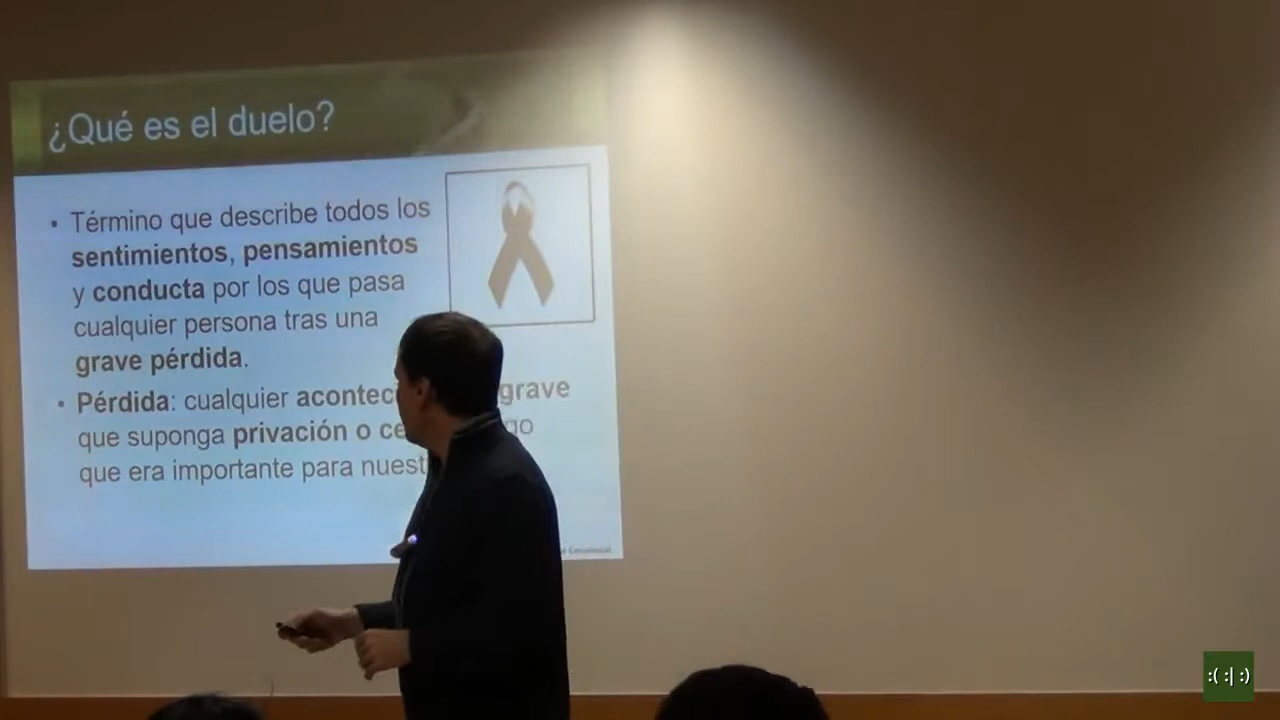 ¿Qué es el duelo?
• Término que describe todos los
sentimientos, pensamientos
y conducta por los que pasa
cualquier persona tras una
grave pérdida.
• Pérdida: cualquier grave
que suponga privación o
que era importante para
:( :| :)